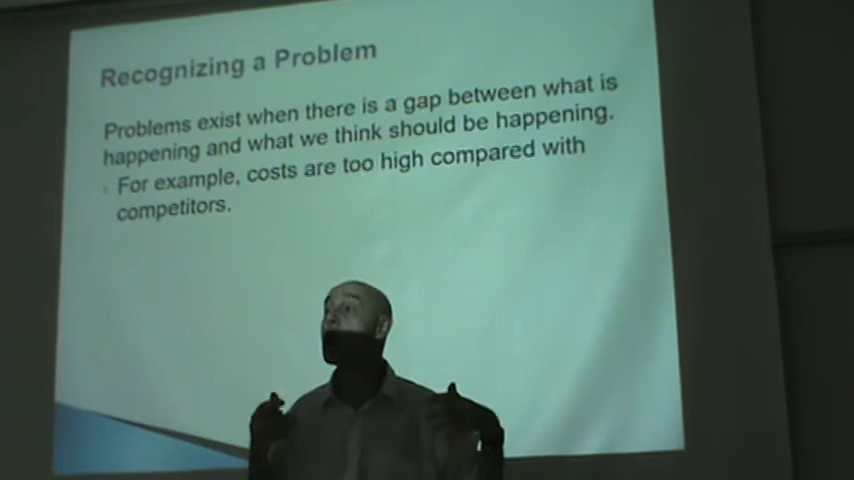 Recognizing a Problem
Problems exist when there is a gap between what is
happening and what we think should be happening.
For example, costs are too high compared with
competitors.